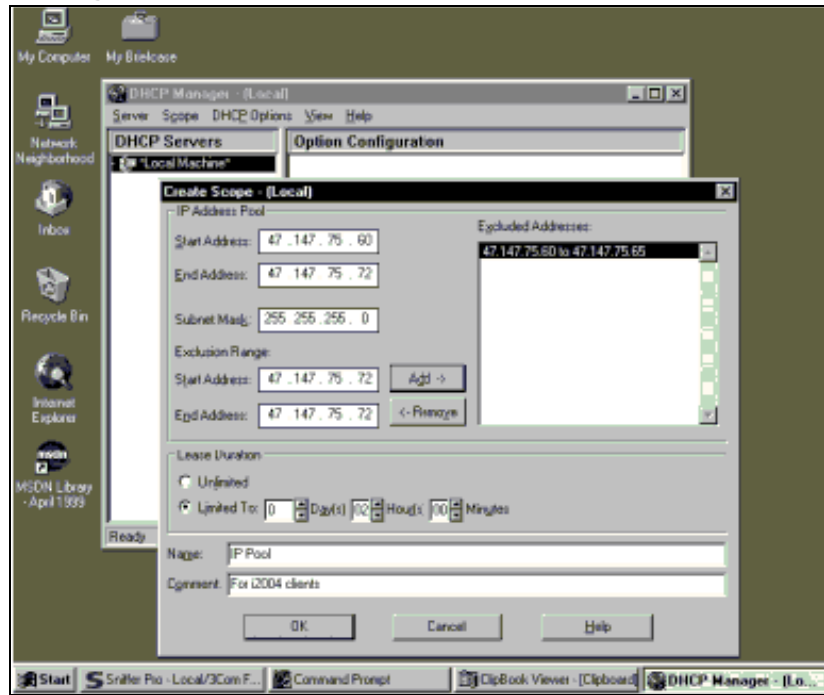 My Computer
My Briefcase
Network
Neighborhood
Inbox
Recycle Bin
Internet
Explorer
MSDN Library
- April 1999
DHCP Manager - (Local)
Server Scope DHCP Options View Help
DHCP Servers
Option Configuration
*Local Machine*
Create Scope - (Local)
IP Address Pool
Start Address: 47 .147 . 75 . 60
End Address: 47 147 . 75 . 72
Subnet Mask: 255 255 .255 . 0
Exclusion Range:
Start Address: 47 .147 . 75 . 72
End Address: 47 147 . 75 . 72
Add ->
<- Remove
Excluded Addresses:
47.147.75.60 to 47.147.75.65
Lease Duration
Unlimited
Limited To: 0 Day(s) 02 Hour(s) 00 Minutes
Name: IP Pool
Comment: For i2004 clients
OK Cancel Help
Ready
Start Sniffer Pro - Local/3Com F... Command Prompt ClipBook Viewer - [Clipboard] DHCP Manager - (Lo...